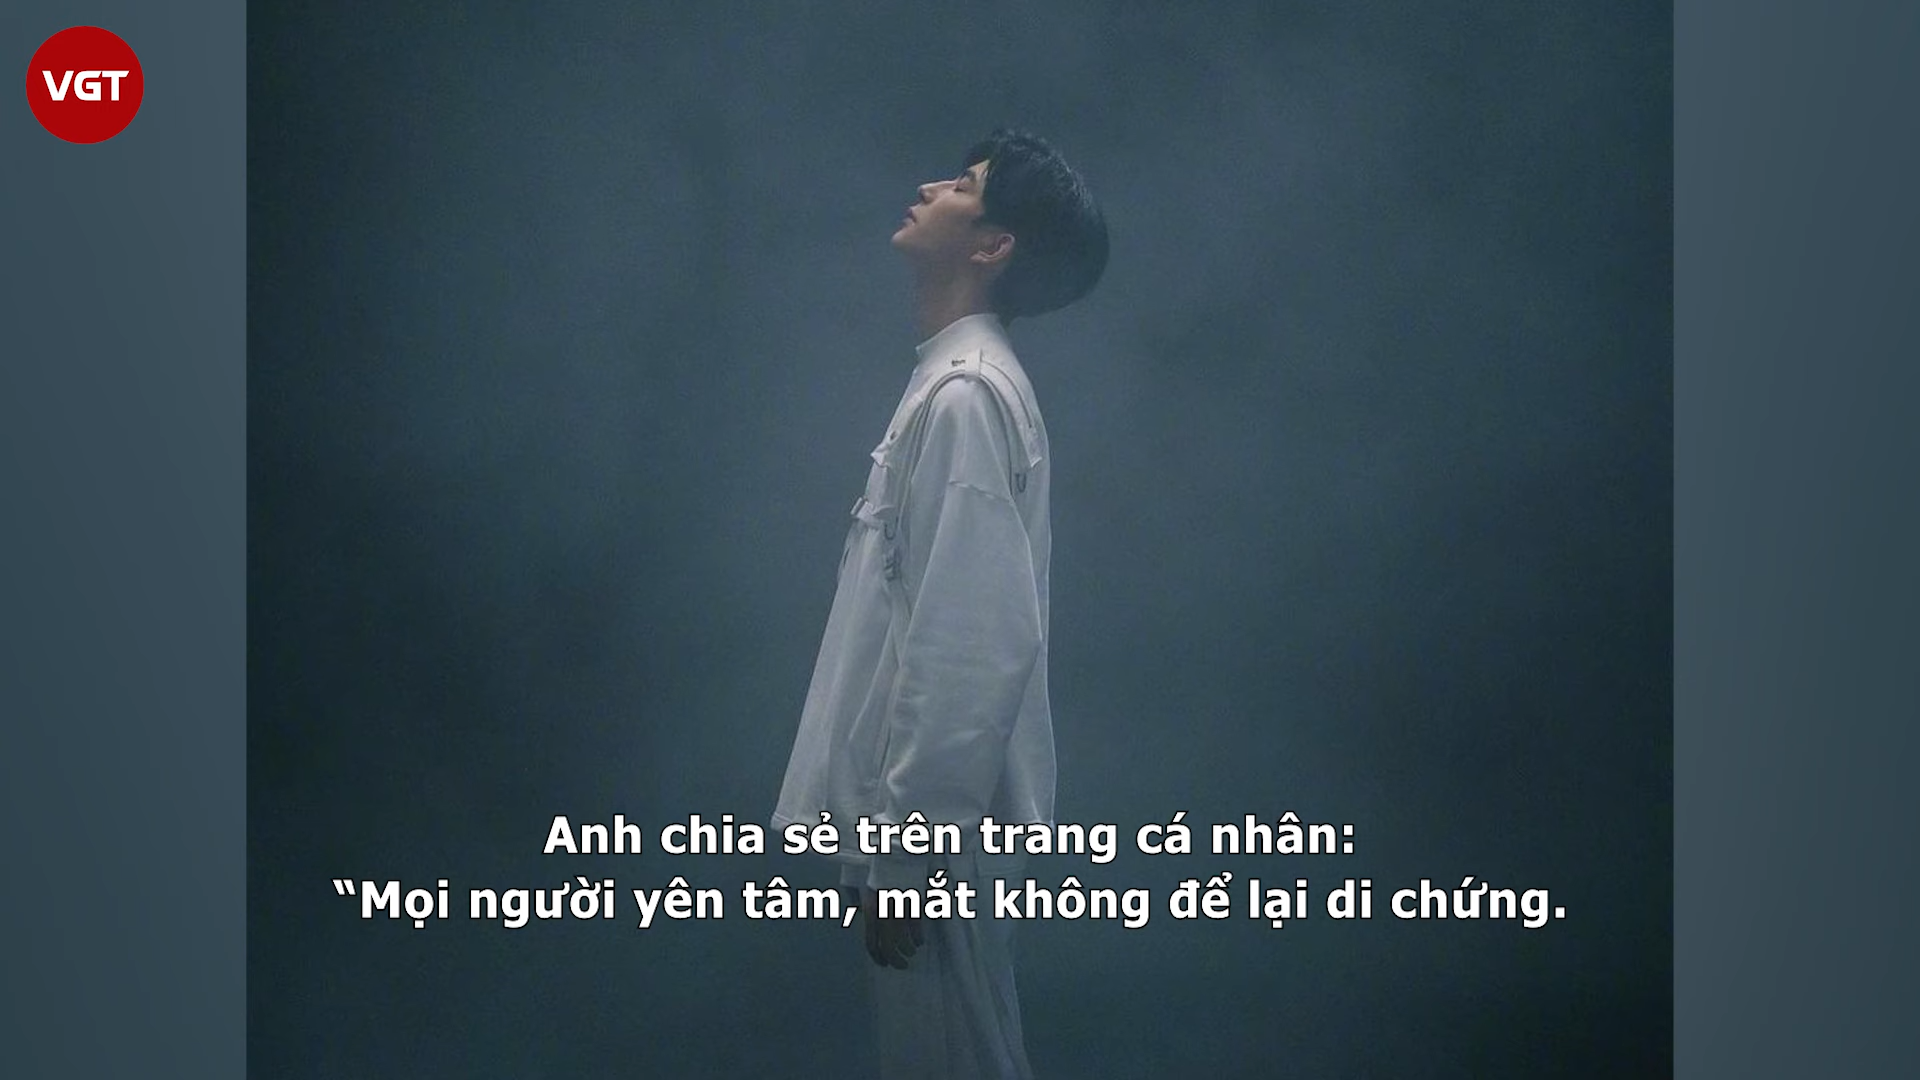 VGT
Anh chia sẻ trên trang cá nhân:
“Mọi người yên tâm, mắt không để lại di chứng.